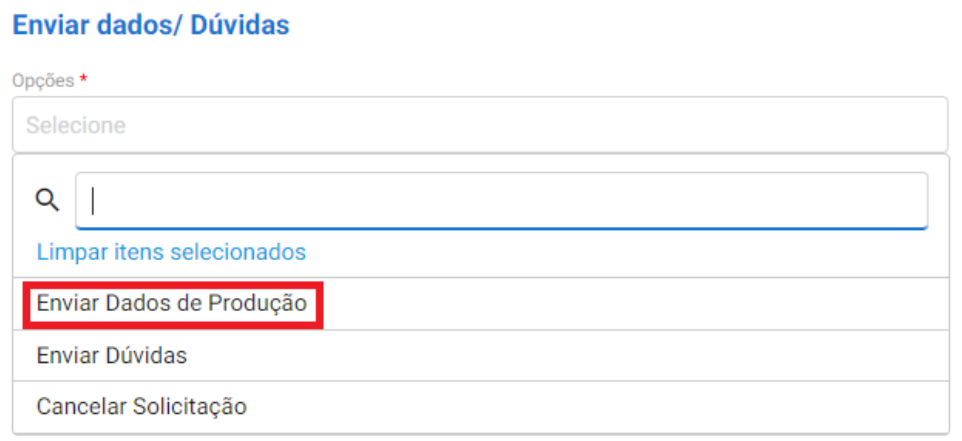 Enviar dados/ Dúvidas
Opções *
Selecione
Limpar itens selecionados
Enviar Dados de Produção
Enviar Dúvidas
Cancelar Solicitação